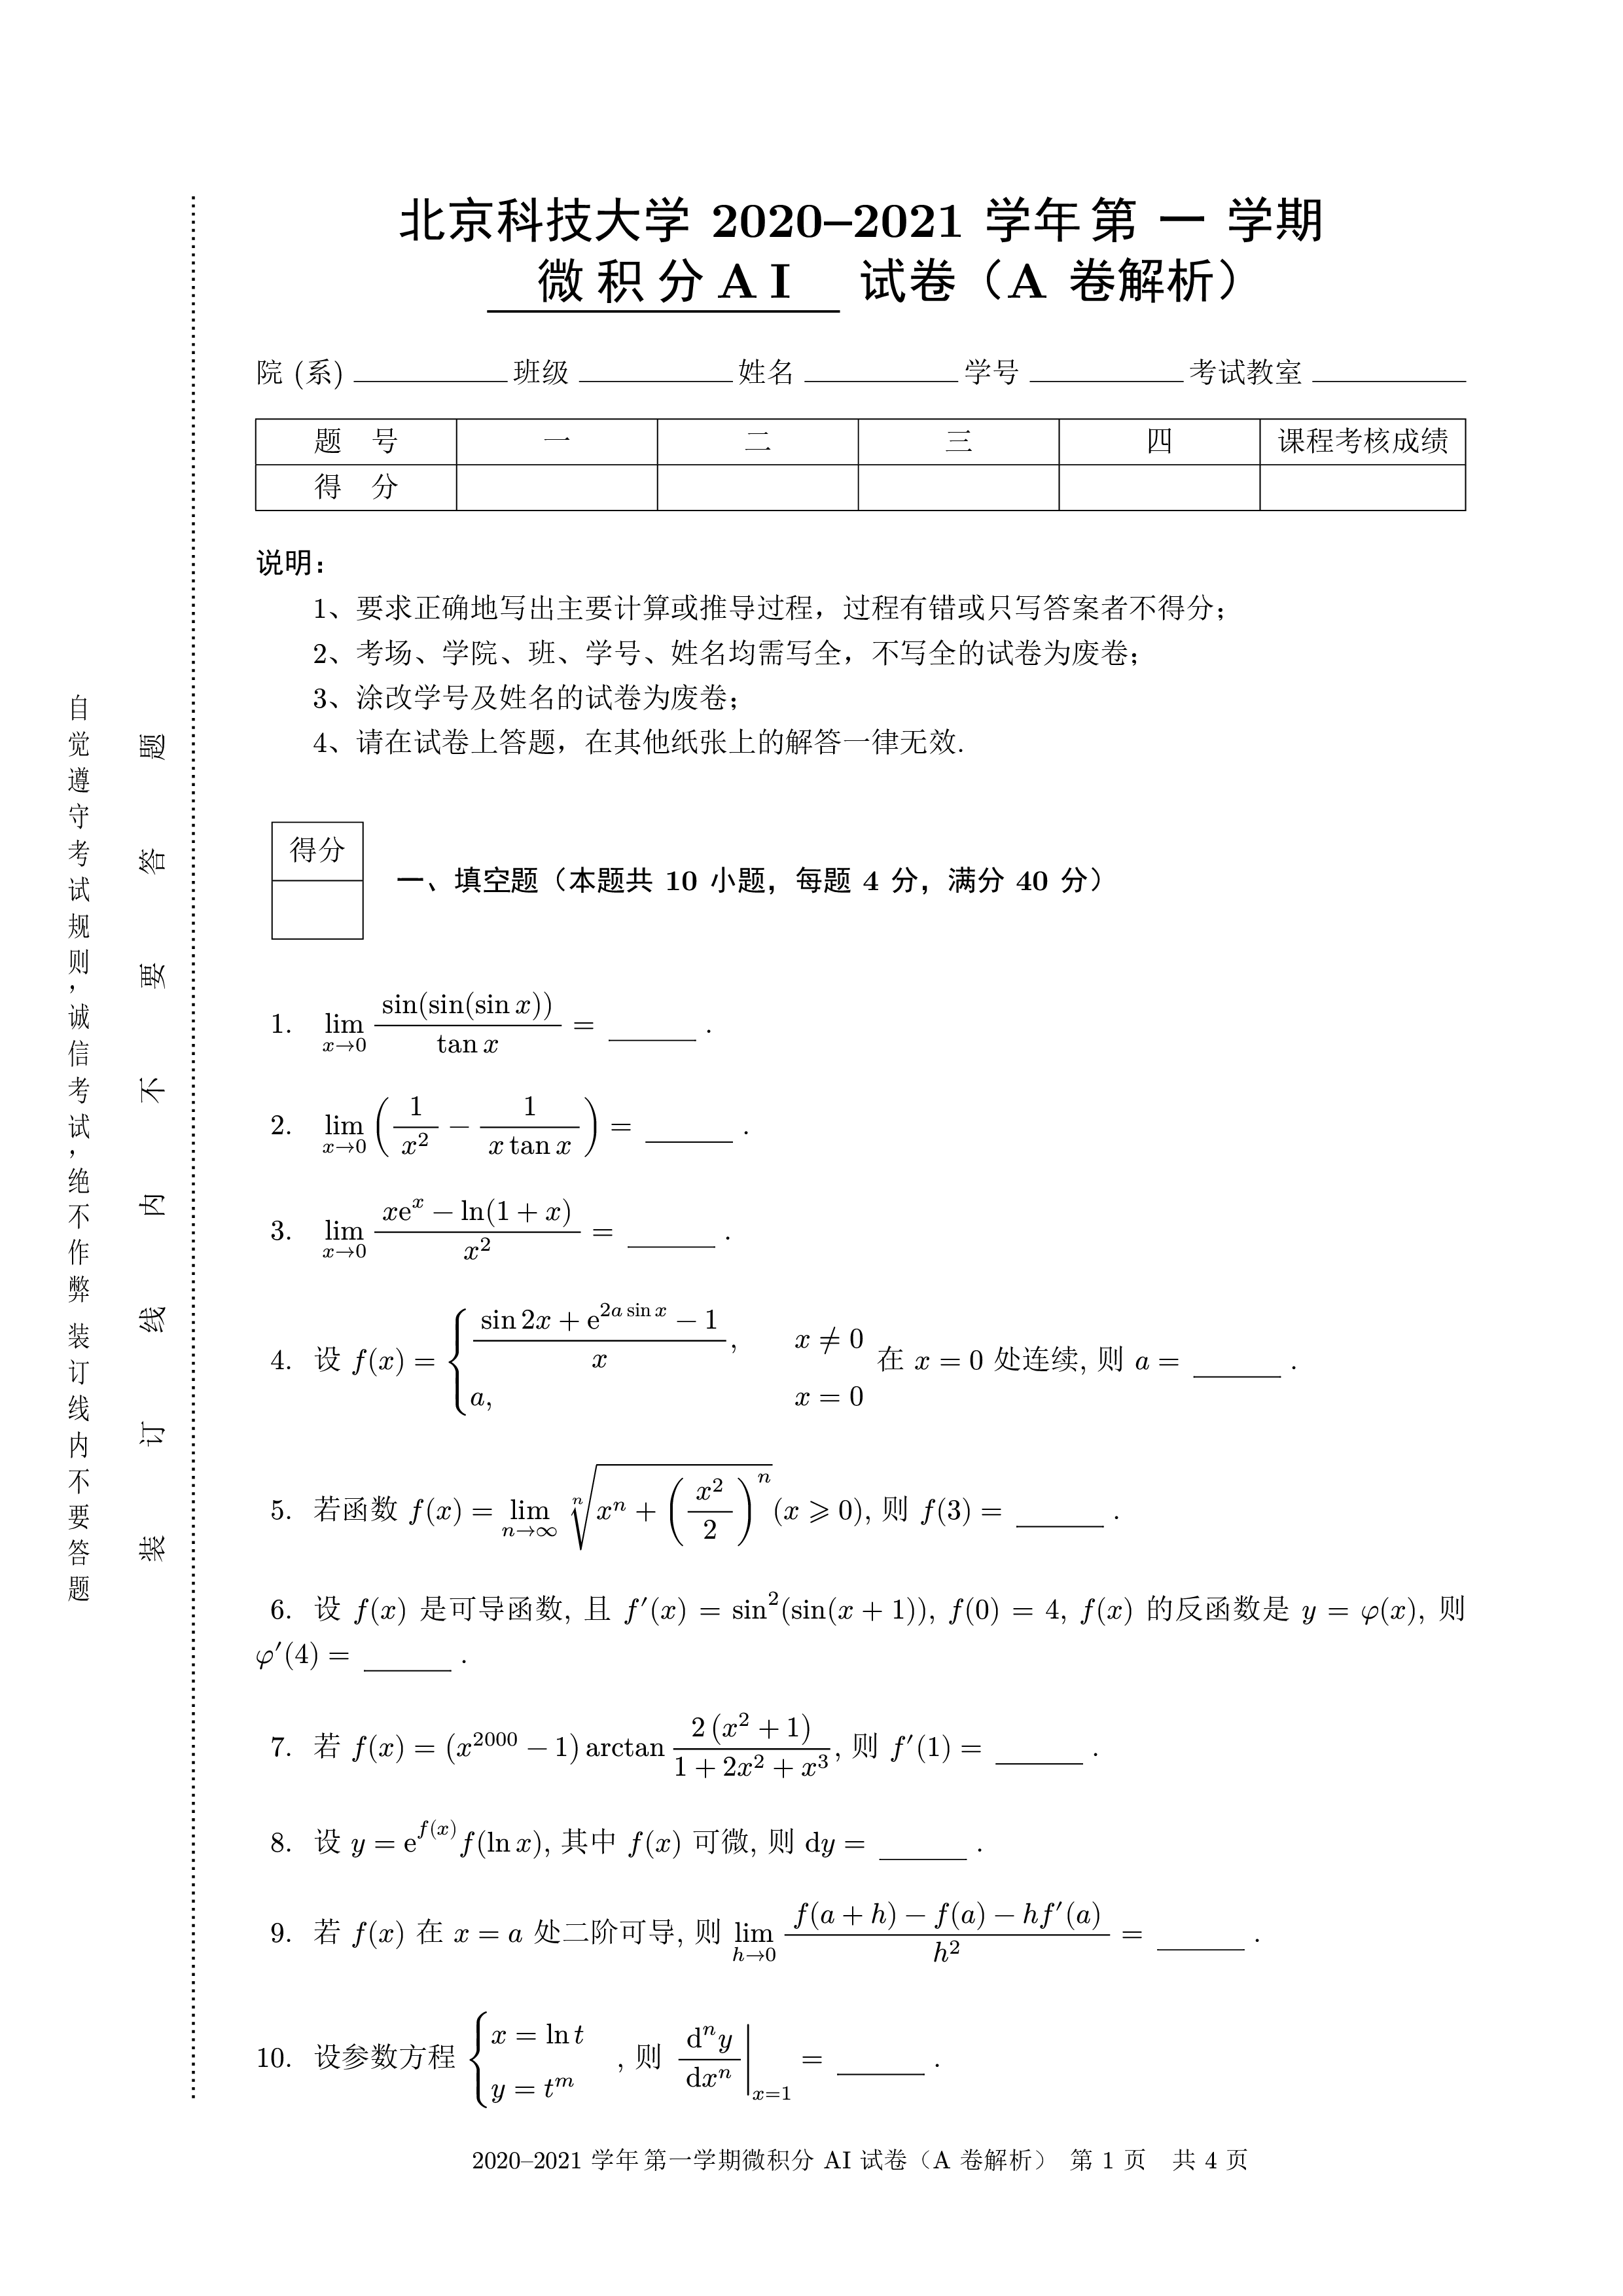 北京科技大学 2020–2021 学年第 一 学期
微 积 分 A I 试卷（A 卷解析）
院 (系) ______ 班级 ______ 姓名 ______ 学号 ______ 考试教室 ______
题 号 一 二 三 四 课程考核成绩
得 分
说明：
1、要求正确地写出主要计算或推导过程，过程有错或只写答案者不得分；
2、考场、学院、班、学号、姓名均需写全，不写全的试卷为废卷；
3、涂改学号及姓名的试卷为废卷；
4、请在试卷上答题，在其他纸张上的解答一律无效.
得分
一、填空题（本题共 10 小题，每题 4 分，满分 40 分）
1. $\lim_{x\to 0} \frac{\sin(\sin(\sin x))}{\tan x} =$ ______ .
2. $\lim_{x\to 0} \left(\frac{1}{x^2} - \frac{1}{x\tan x}\right) =$ ______ .
3. $\lim_{x\to 0} \frac{x\mathrm{e}^x - \ln(1+x)}{x^2} =$ ______ .
4. 设 $f(x) = \begin{cases} \frac{\sin 2x + \mathrm{e}^{2a\sin x} - 1}{x}, & x \neq 0 \\ a, & x = 0 \end{cases}$ 在 $x = 0$ 处连续, 则 $a =$ ______ .
5. 若函数 $f(x) = \lim_{n\to\infty} \sqrt[n]{x^n + \left(\frac{x^2}{2}\right)^n} (x \geqslant 0)$, 则 $f(3) =$ ______ .
6. 设 $f(x)$ 是可导函数, 且 $f'(x) = \sin^2(\sin(x+1))$, $f(0) = 4$, $f(x)$ 的反函数是 $y = \varphi(x)$, 则
$\varphi'(4) =$ ______ .
7. 若 $f(x) = \left(x^{2000} - 1\right) \arctan \frac{2\left(x^2+1\right)}{1+2x^2+x^3}$, 则 $f'(1) =$ ______ .
8. 设 $y = \mathrm{e}^{f(x)} f(\ln x)$, 其中 $f(x)$ 可微, 则 $\mathrm{d}y =$ ______ .
9. 若 $f(x)$ 在 $x = a$ 处二阶可导, 则 $\lim_{h\to 0} \frac{f(a+h) - f(a) - hf'(a)}{h^2} =$ ______ .
10. 设参数方程 $\begin{cases} x = \ln t \\ y = t^m \end{cases}$ , 则 $\left.\frac{\mathrm{d}^n y}{\mathrm{d}x^n}\right|_{x=1} =$ ______ .
2020–2021 学年第一学期微积分 AI 试卷（A 卷解析） 第 1 页 共 4 页
自觉遵守考试规则，诚信考试，绝不作弊 装订线内不要答题
装 订 线 内 不 要 答 题